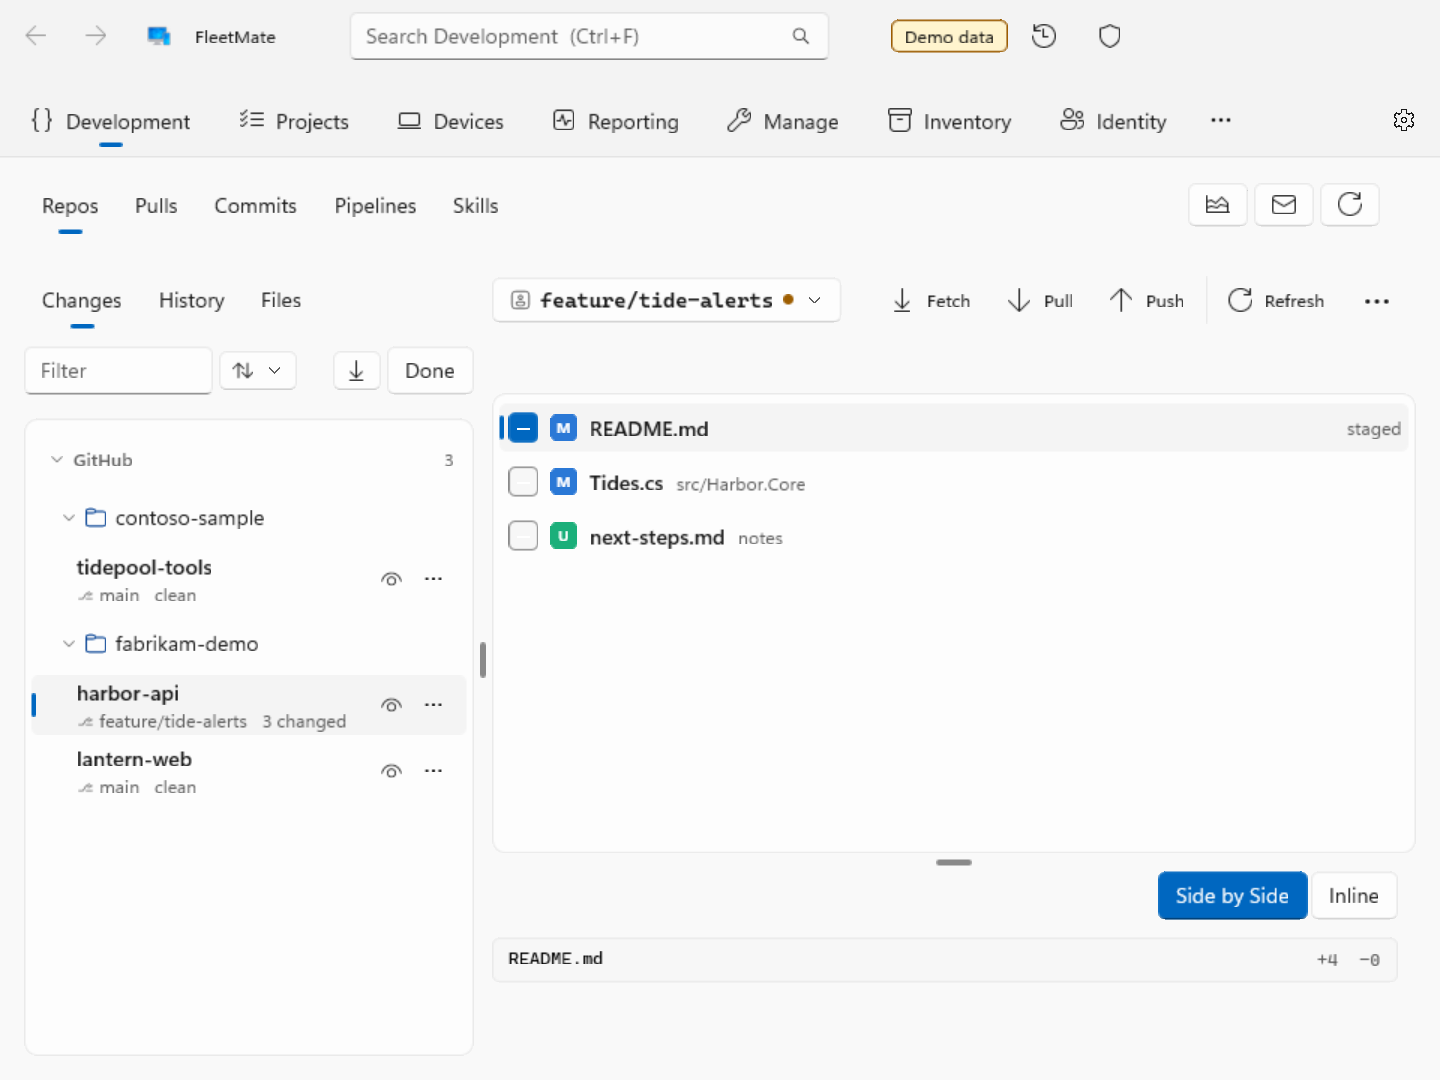 FleetMate
Search Development (Ctrl+F)
Demo data
Development
Projects
Devices
Reporting
Manage
Inventory
Identity
Repos
Pulls
Commits
Pipelines
Skills
Changes
History
Files
feature/tide-alerts
Fetch
Pull
Push
Refresh
Filter
Done
GitHub 3
contoso-sample
tidepool-tools
main clean
fabrikam-demo
harbor-api
feature/tide-alerts 3 changed
lantern-web
main clean
M README.md staged
M Tides.cs src/Harbor.Core
U next-steps.md notes
Side by Side
Inline
README.md +4 −0